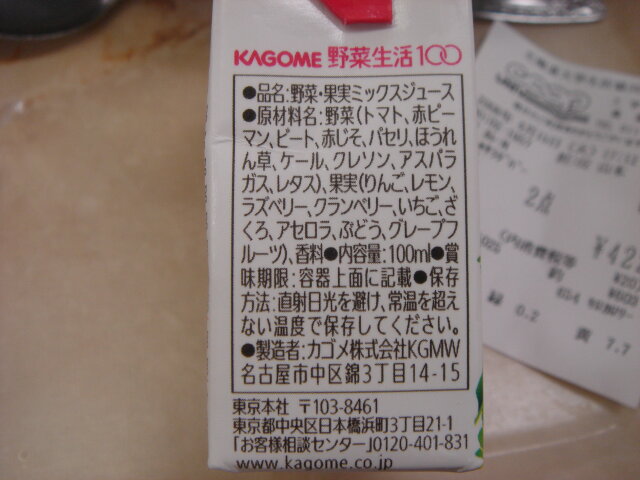 KAGOME 野菜生活100
●品名:野菜・果実ミックスジュース
●原材料名:野菜(トマト、赤ピー
マン、ビート、赤じそ、パセリ、ほうれ
ん草、ケール、クレソン、アスパラ
ガス、レタス)、果実(りんご、レモン、
ラズベリー、クランベリー、いちご、ざ
くろ、アセロラ、ぶどう、グレープフ
ルーツ)、香料●内容量:100ml●賞
味期限:容器上面に記載●保存
方法:直射日光を避け、常温を超え
ない温度で保存してください。
●製造者:カゴメ株式会社KGMW
名古屋市中区錦3丁目14-15
東京本社 〒103-8461
東京都中央区日本橋浜町3丁目21-1
「お客様相談センター」0120-401-831
www.kagome.co.jp
2点
緑 0.2 黄 7.7